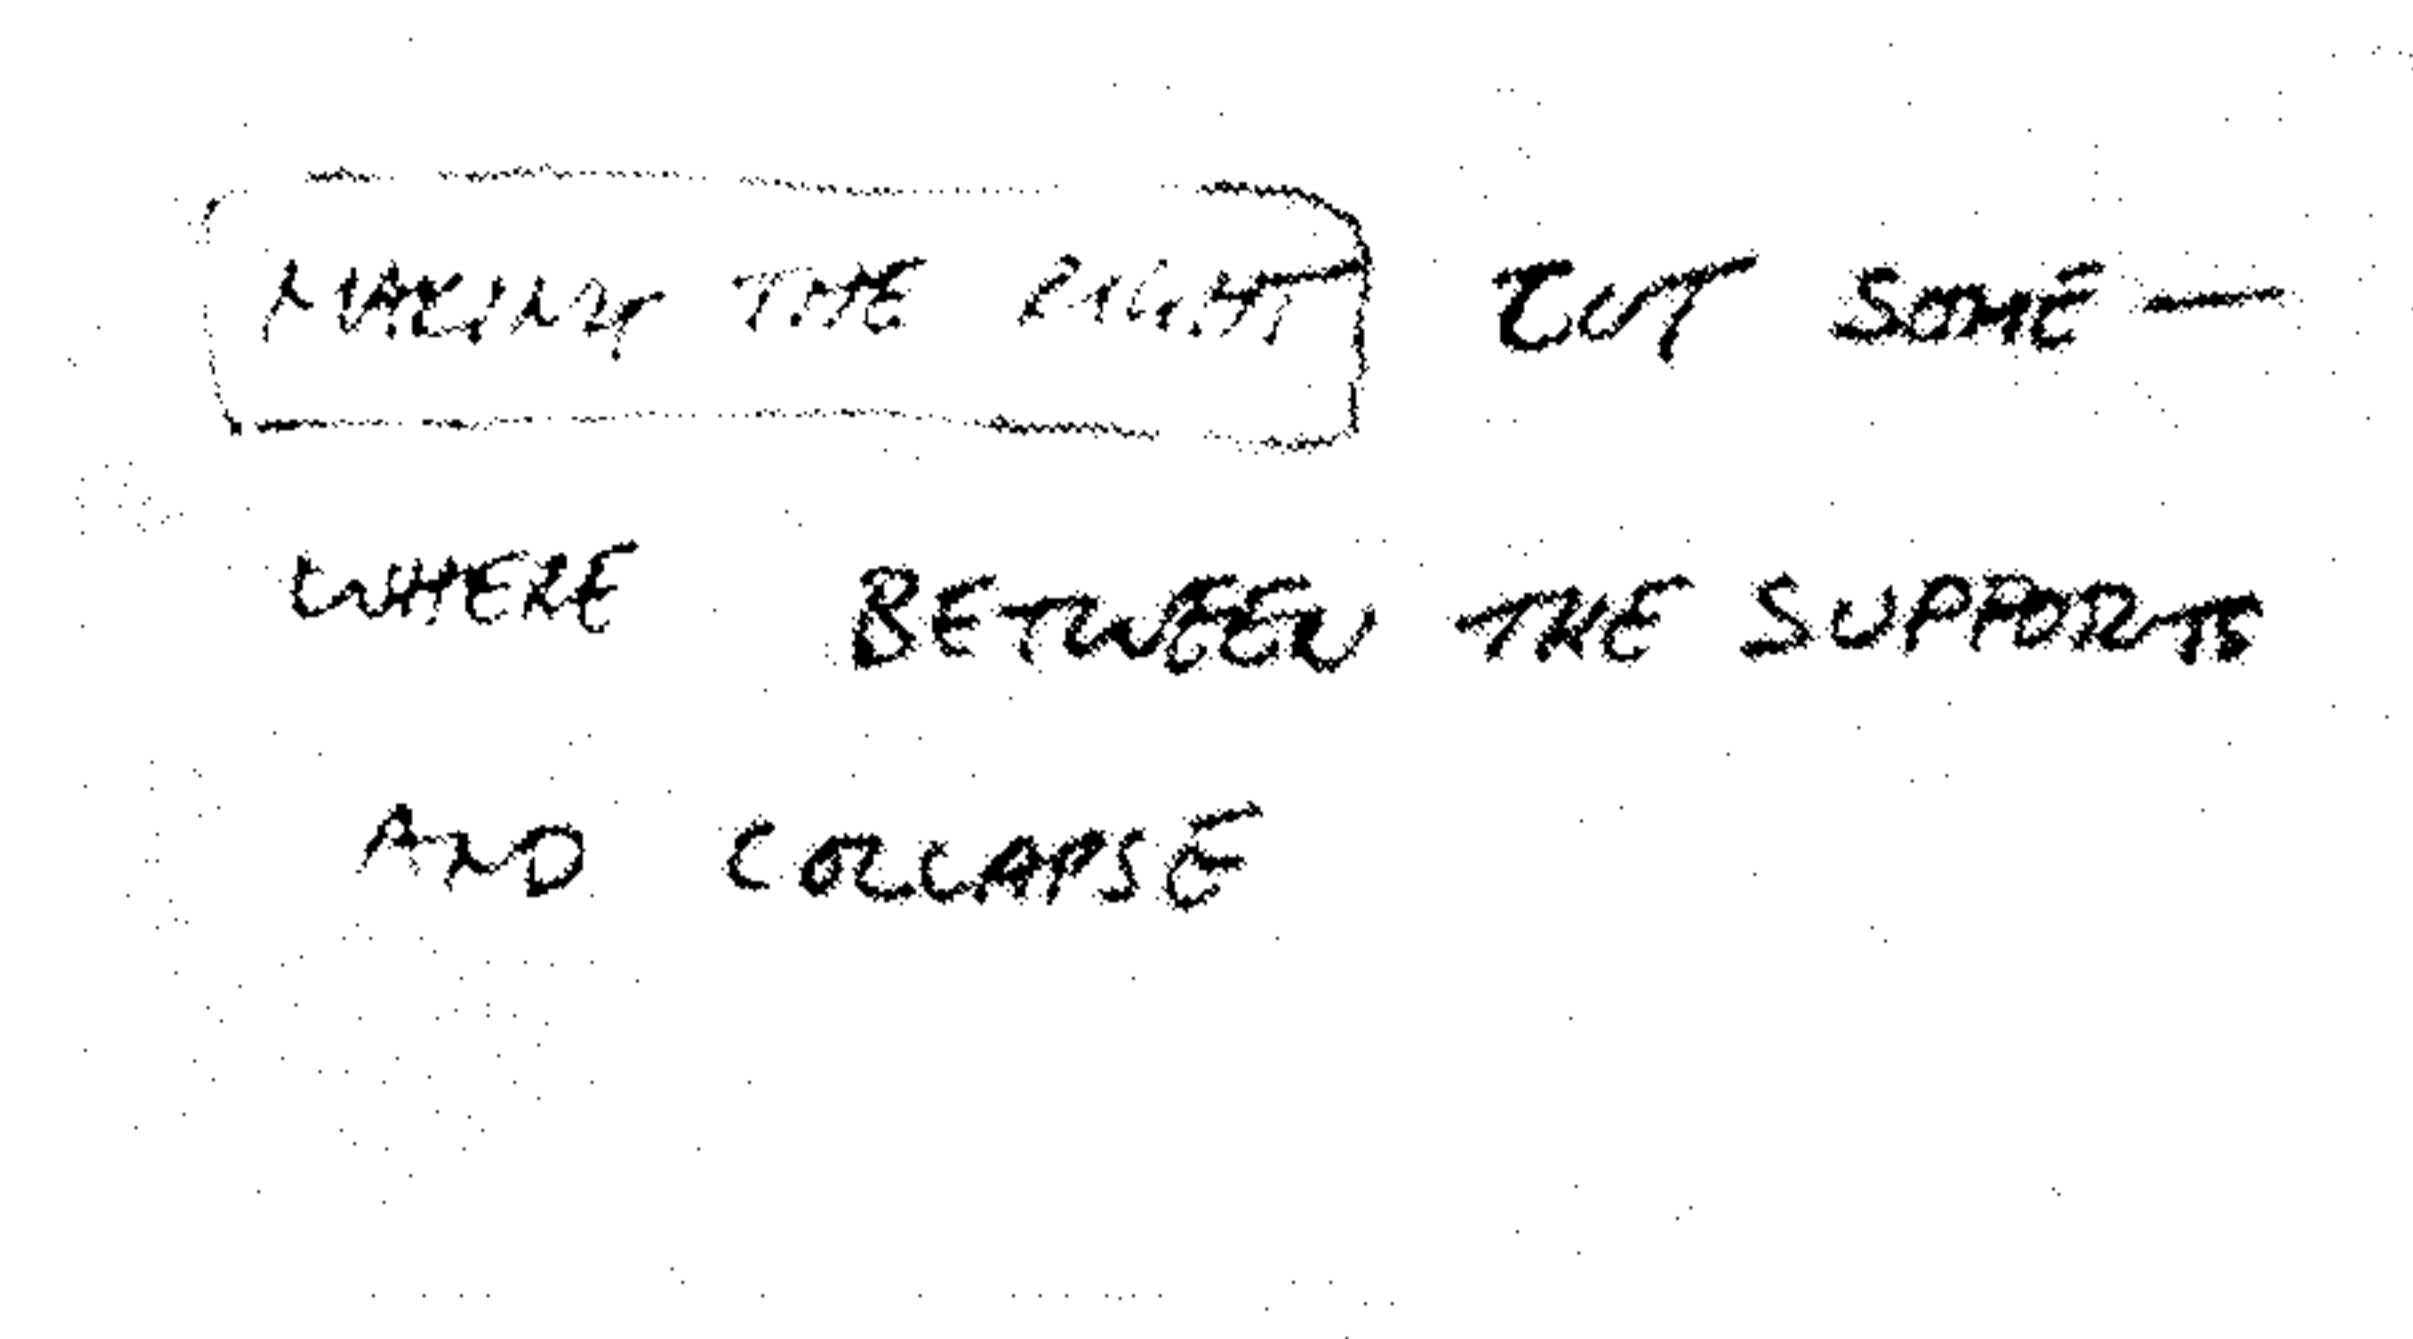 MAKING THE RIGHT CUT SOME-
WHERE BETWEEN THE SUPPORTS
AND COLLAPSE